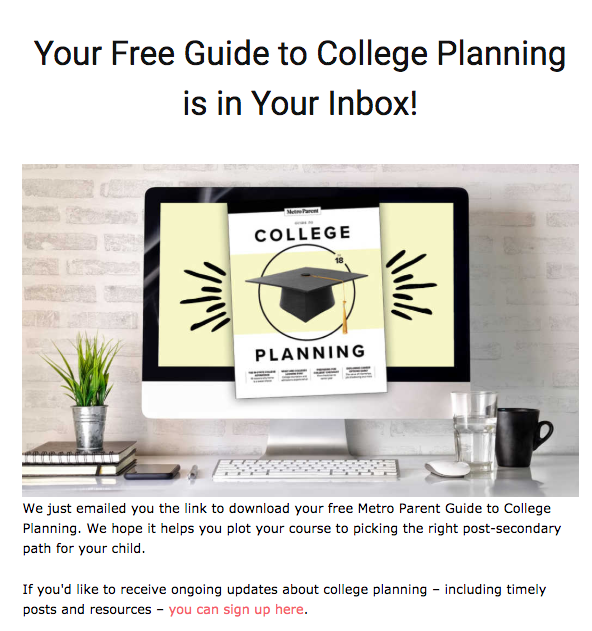 Your Free Guide to College Planning
is in Your Inbox!
Metro Parent
GUIDE TO
COLLEGE
18
PLANNING
We just emailed you the link to download your free Metro Parent Guide to College
Planning. We hope it helps you plot your course to picking the right post-secondary
path for your child.
If you'd like to receive ongoing updates about college planning – including timely
posts and resources – you can sign up here.